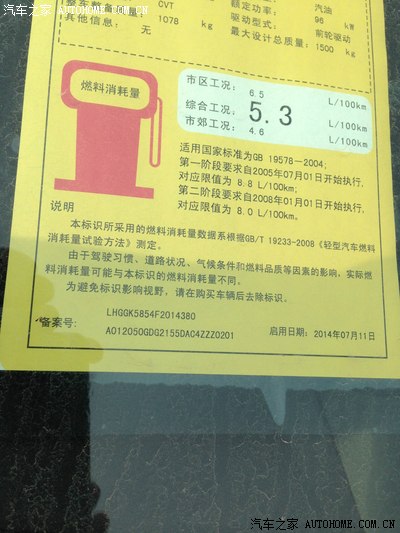 汽车之家 AUTOHOME.COM.CN
汽油
CVT 额定功率: 96 kW
1078 kg 驱动型式: 前轮驱动
其他信息: 无 最大设计总质量: 1500 kg
燃料消耗量
市区工况: 6.5 L/100km
综合工况: 5.3 L/100km
市郊工况: 4.6 L/100km
适用国家标准为GB 19578-2004;
第一阶段要求自2005年07月01日开始执行,
对应限值为 8.8 L/100km;
第二阶段要求自2008年01月01日开始执行,
对应限值为 8.0 L/100km;
说明
本标识所采用的燃料消耗量数据系根据GB/T 19233-2008《轻型汽车燃料
消耗量试验方法》测定。
由于驾驶习惯、道路状况、气候条件和燃料品质等因素的影响, 实际燃
料消耗量可能与本标识的燃料消耗量不同。
为避免标识影响视野, 请在购买车辆后去除标识。
备案号: LHGGK5854F2014380
A012050GDG2155DAC4ZZZ0201 启用日期: 2014年07月11日
汽车之家 AUTOHOME.COM.CN